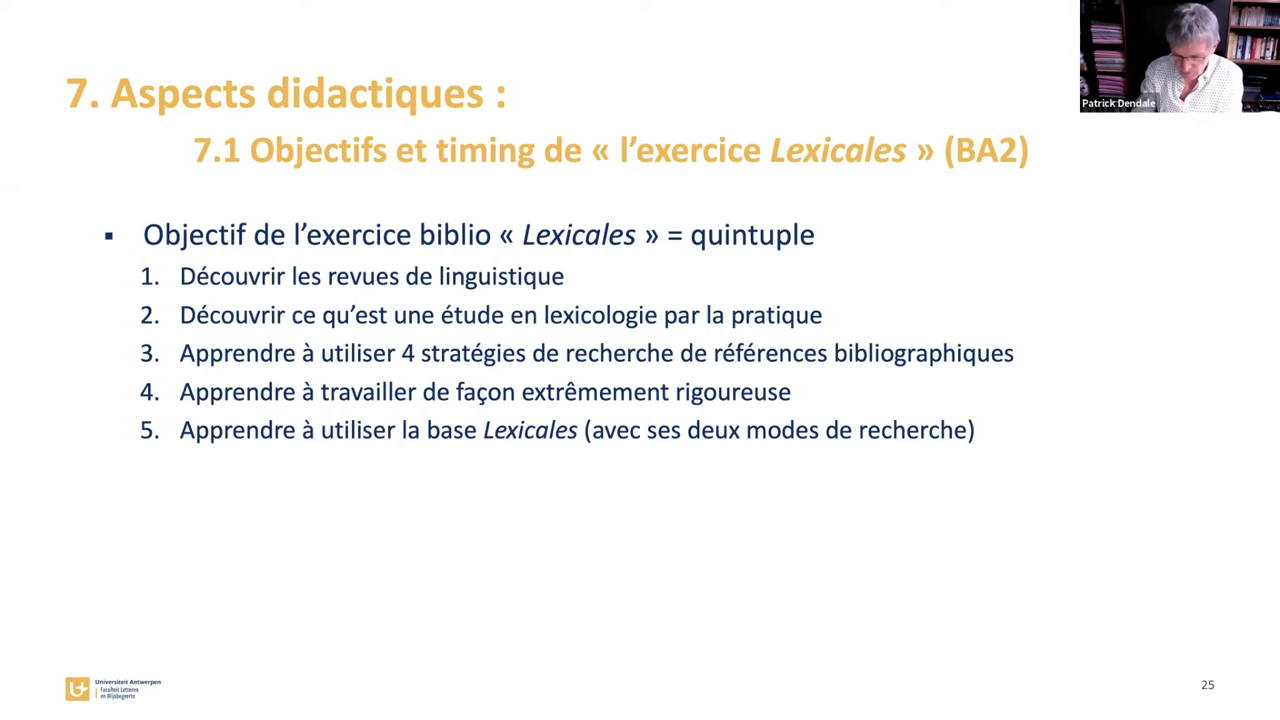 Patrick Dendale
7. Aspects didactiques :
7.1 Objectifs et timing de « l’exercice Lexicales » (BA2)
▪ Objectif de l’exercice biblio « Lexicales » = quintuple
1. Découvrir les revues de linguistique
2. Découvrir ce qu’est une étude en lexicologie par la pratique
3. Apprendre à utiliser 4 stratégies de recherche de références bibliographiques
4. Apprendre à travailler de façon extrêmement rigoureuse
5. Apprendre à utiliser la base Lexicales (avec ses deux modes de recherche)
Universiteit Antwerpen
Faculteit Letteren
en Wijsbegeerte
25